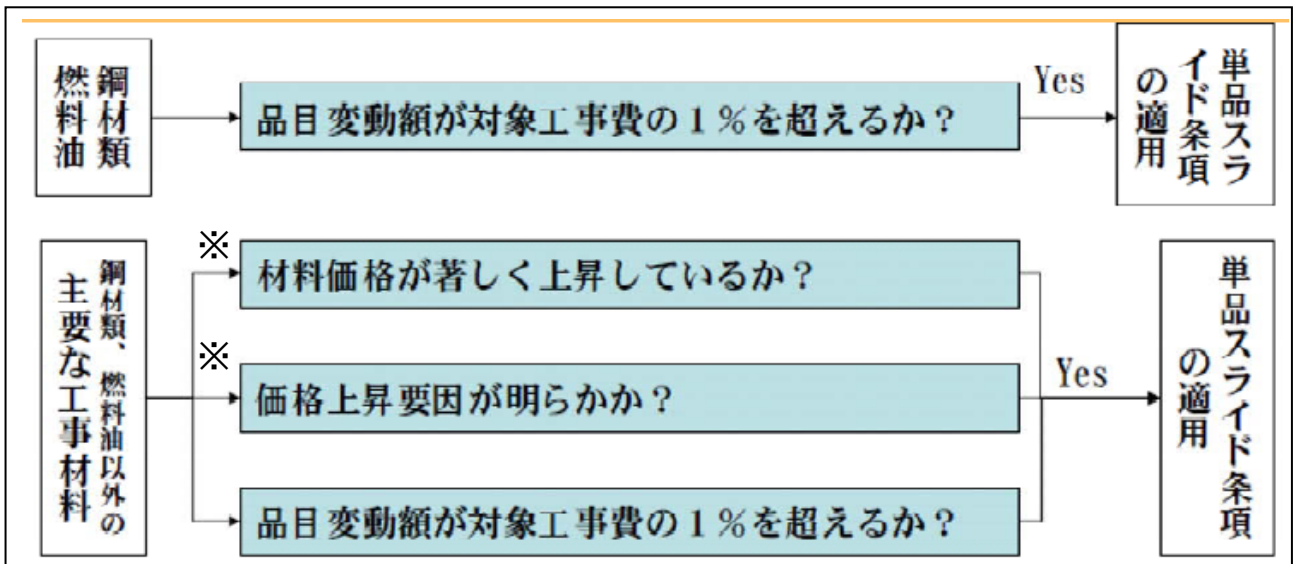 鋼材類
燃料油
品目変動額が対象工事費の１％を超えるか？
Yes
単品スラ
イド条項
の適用
鋼材類、燃料油以外の
主要な工事材料
※
材料価格が著しく上昇しているか？
※
価格上昇要因が明らかか？
品目変動額が対象工事費の１％を超えるか？
Yes
単品スライド条項
の適用